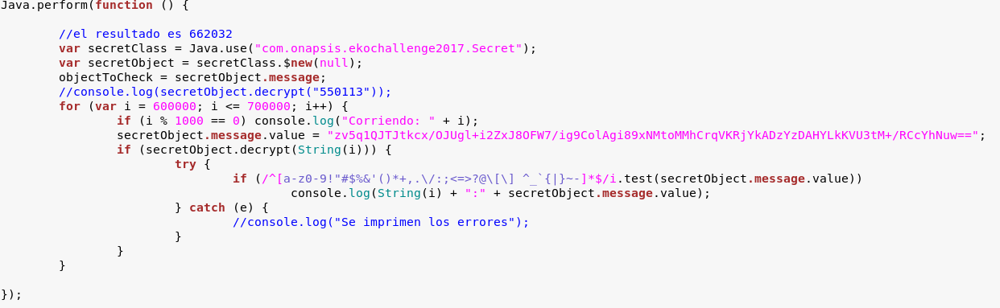 Java.perform(function () {
//el resultado es 662032
var secretClass = Java.use("com.onapsis.ekochallenge2017.Secret");
var secretObject = secretClass.$new(null);
objectToCheck = secretObject.message;
//console.log(secretObject.decrypt("550113"));
for (var i = 600000; i <= 700000; i++) {
if (i % 1000 == 0) console.log("Corriendo: " + i);
secretObject.message.value = "zv5q1QJTJtkcx/OJUgl+i2ZxJ8OFW7/ig9ColAgi89xNMtoMMhCrqVKRjYkADzYzDAHYLkKVU3tM+/RCcYhNuw==";
if (secretObject.decrypt(String(i))) {
try {
if (/^[a-z0-9!"#$%&'()*+,.\/:;<=>?@\[\] ^_`{|}~-]*$/i.test(secretObject.message.value))
console.log(String(i) + ":" + secretObject.message.value);
} catch (e) {
//console.log("Se imprimen los errores");
}
}
}
});